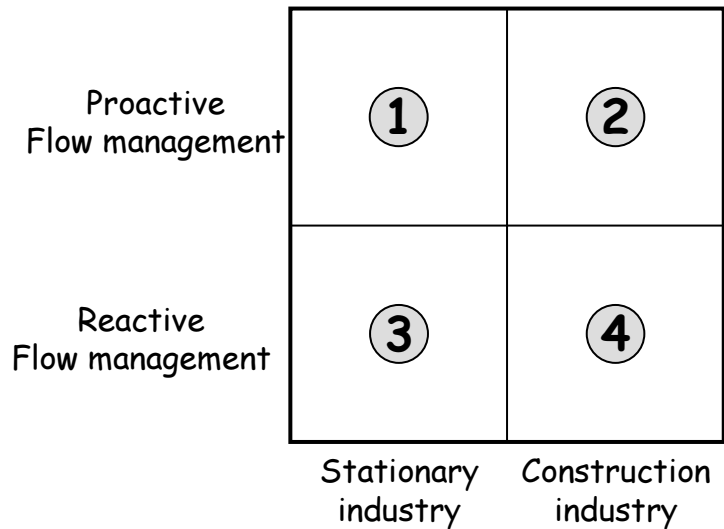 Proactive
Flow management
1
2
Reactive
Flow management
3
4
Stationary
industry
Construction
industry